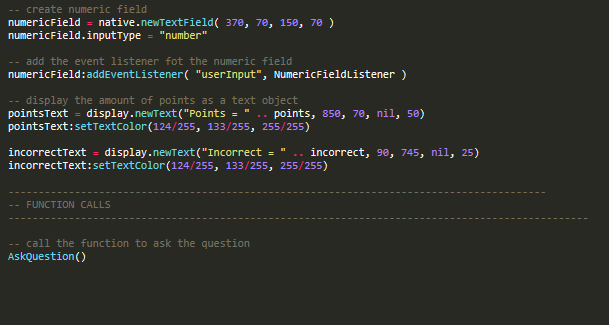 -- create numeric field
numericField = native.newTextField( 370, 70, 150, 70 )
numericField.inputType = "number"
-- add the event listener fot the numeric field
numericField:addEventListener( "userInput", NumericFieldListener )
-- display the amount of points as a text object
pointsText = display.newText("Points = " .. points, 850, 70, nil, 50)
pointsText:setTextColor(124/255, 133/255, 255/255)
incorrectText = display.newText("Incorrect = " .. incorrect, 90, 745, nil, 25)
incorrectText:setTextColor(124/255, 133/255, 255/255)
-----------------------------------------------------------------------------------------
-- FUNCTION CALLS
------------------------------------------------------------------------------------------------
-- call the function to ask the question
AskQuestion()